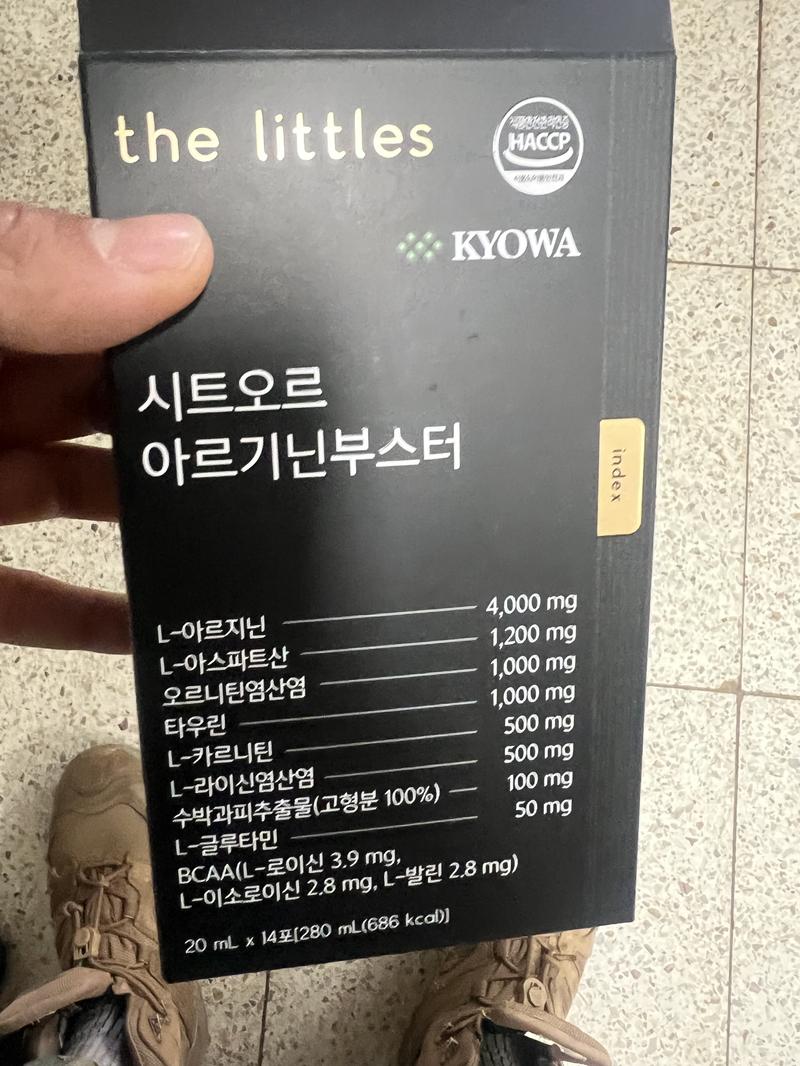 the littles
HACCP
KYOWA
시트오르
아르기닌부스터
index
L-아르지닌 4,000 mg
L-아스파트산 1,200 mg
오르니틴염산염 1,000 mg
타우린 1,000 mg
L-카르니틴 500 mg
L-라이신염산염 500 mg
수박과피추출물(고형분 100%) 100 mg
L-글루타민 50 mg
BCAA(L-로이신 3.9 mg,
L-이소로이신 2.8 mg, L-발린 2.8 mg)
20 mL x 14포[280 mL(686 kcal)]